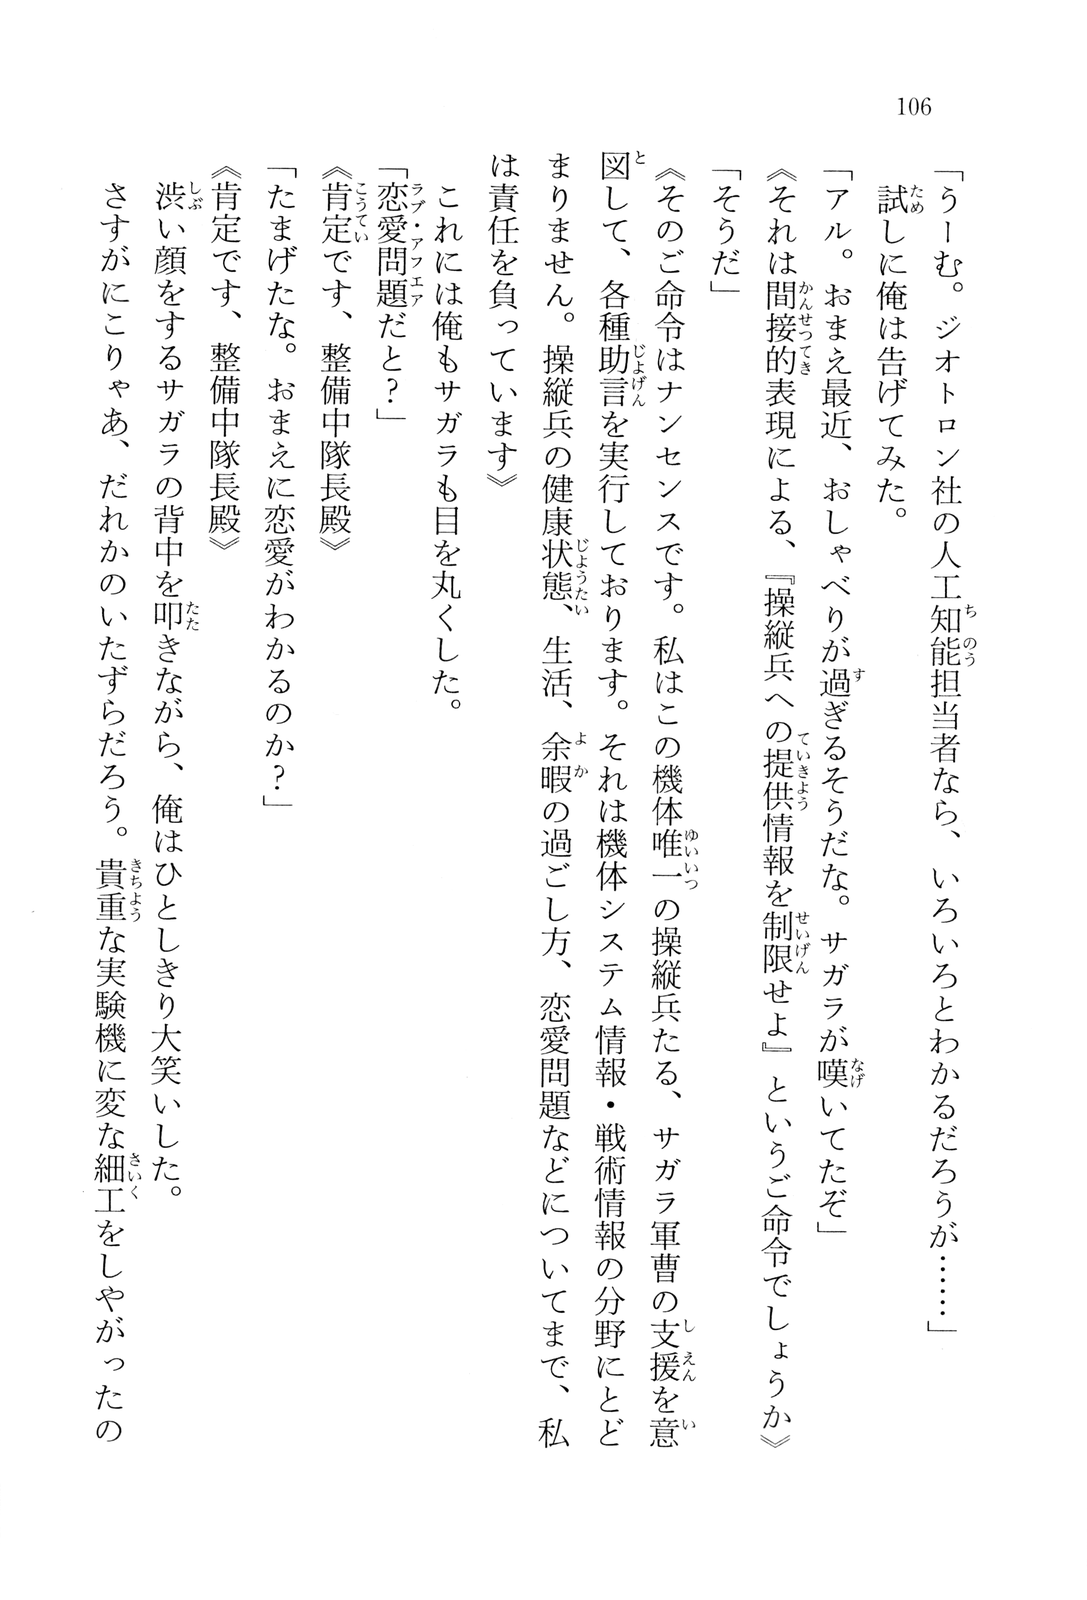 106
「うーむ。ジオトロン社の人工知能担当者なら、いろいろとわかるだろうが……」
試しに俺は告げてみた。
「アル。おまえ最近、おしゃべりが過ぎるそうだな。サガラが嘆いてたぞ」
《それは間接的表現による、『操縦兵への提供情報を制限せよ』というご命令でしょうか》
「そうだ」
《そのご命令はナンセンスです。私はこの機体唯一の操縦兵たる、サガラ軍曹の支援を意
図して、各種助言を実行しております。それは機体システム情報・戦術情報の分野にとど
まりません。操縦兵の健康状態、生活、余暇の過ごし方、恋愛問題などについてまで、私
は責任を負っています》
これには俺もサガラも目を丸くした。
「恋愛問題だと？」
《肯定です、整備中隊長殿》
「たまげたな。おまえに恋愛がわかるのか？」
《肯定です、整備中隊長殿》
渋い顔をするサガラの背中を叩きながら、俺はひとしきり大笑いした。
さすがにこりゃあ、だれかのいたずらだろう。貴重な実験機に変な細工をしやがったの